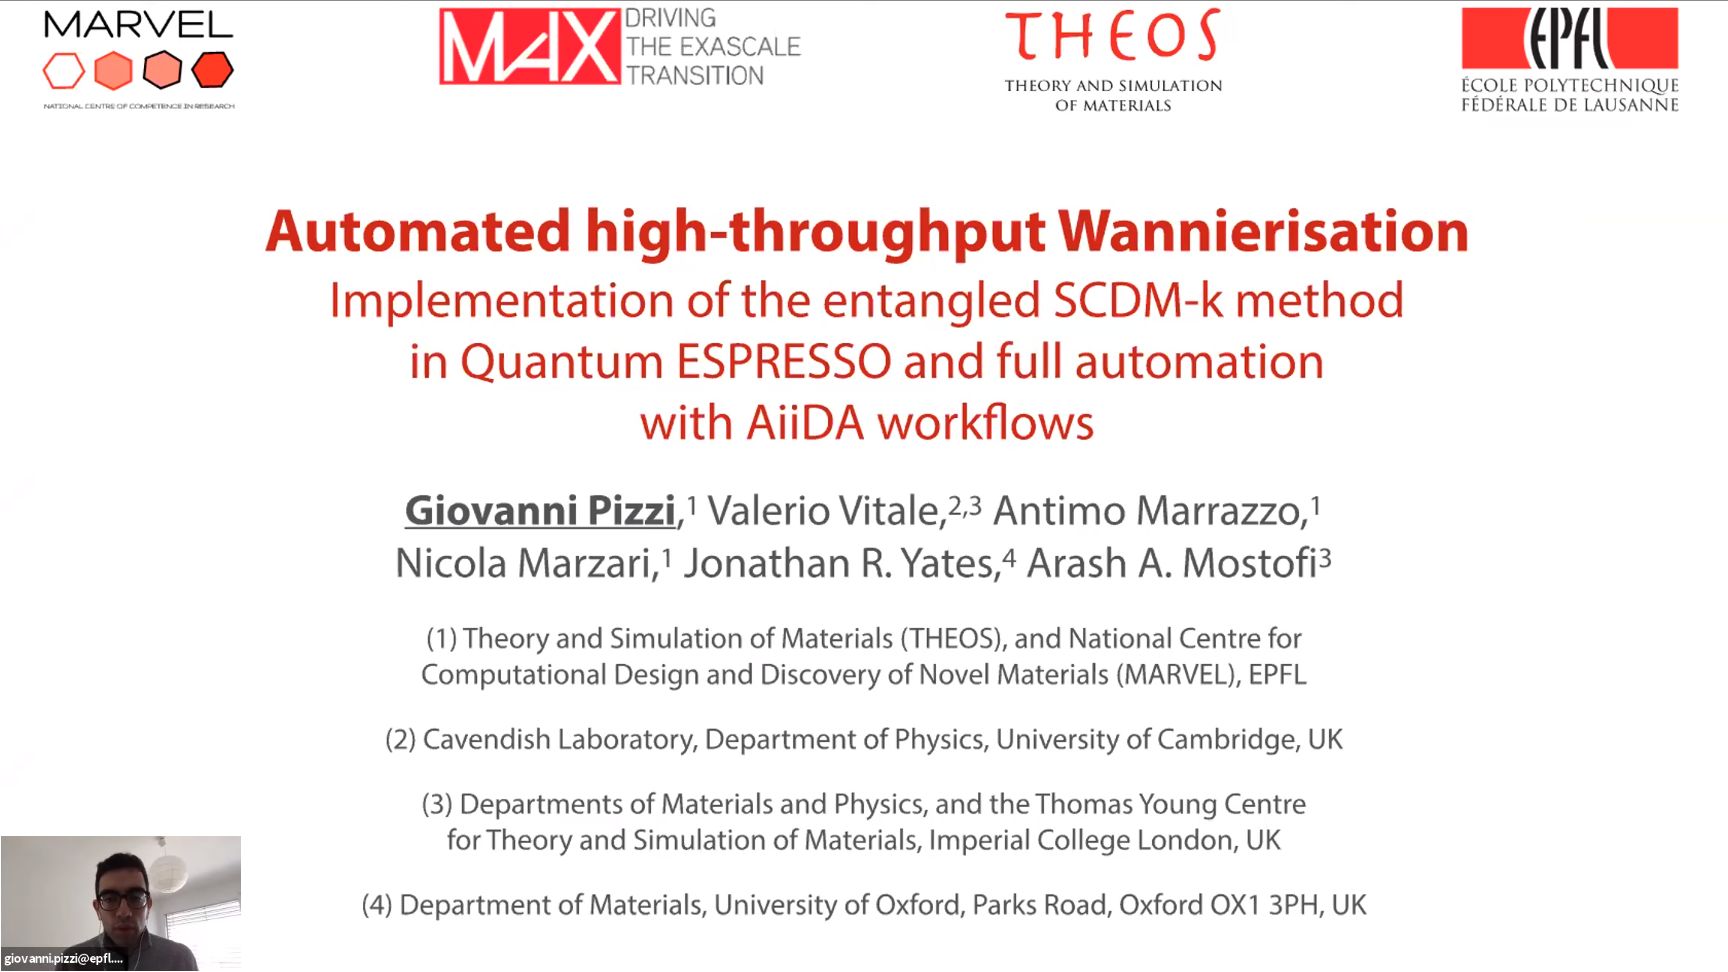 MARVEL
NATIONAL CENTRE OF COMPETENCE IN RESEARCH
MAX
DRIVING
THE EXASCALE
TRANSITION
THEOS
THEORY AND SIMULATION
OF MATERIALS
EPFL
ÉCOLE POLYTECHNIQUE
FÉDÉRALE DE LAUSANNE
Automated high-throughput Wannierisation
Implementation of the entangled SCDM-k method
in Quantum ESPRESSO and full automation
with AiiDA workflows
Giovanni Pizzi,¹ Valerio Vitale,²,³ Antimo Marrazzo,¹
Nicola Marzari,¹ Jonathan R. Yates,⁴ Arash A. Mostofi³
(1) Theory and Simulation of Materials (THEOS), and National Centre for
Computational Design and Discovery of Novel Materials (MARVEL), EPFL
(2) Cavendish Laboratory, Department of Physics, University of Cambridge, UK
(3) Departments of Materials and Physics, and the Thomas Young Centre
for Theory and Simulation of Materials, Imperial College London, UK
(4) Department of Materials, University of Oxford, Parks Road, Oxford OX1 3PH, UK
giovanni.pizzi@epfl....